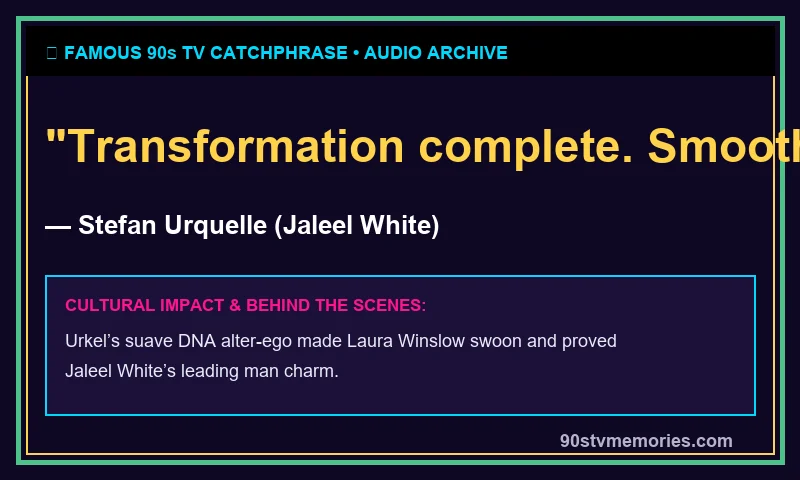 FAMOUS 90s TV CATCHPHRASE • AUDIO ARCHIVE
"Transformation complete. Smooth
— Stefan Urquelle (Jaleel White)
CULTURAL IMPACT & BEHIND THE SCENES:
Urkel’s suave DNA alter-ego made Laura Winslow swoon and proved
Jaleel White’s leading man charm.
90stvmemories.com